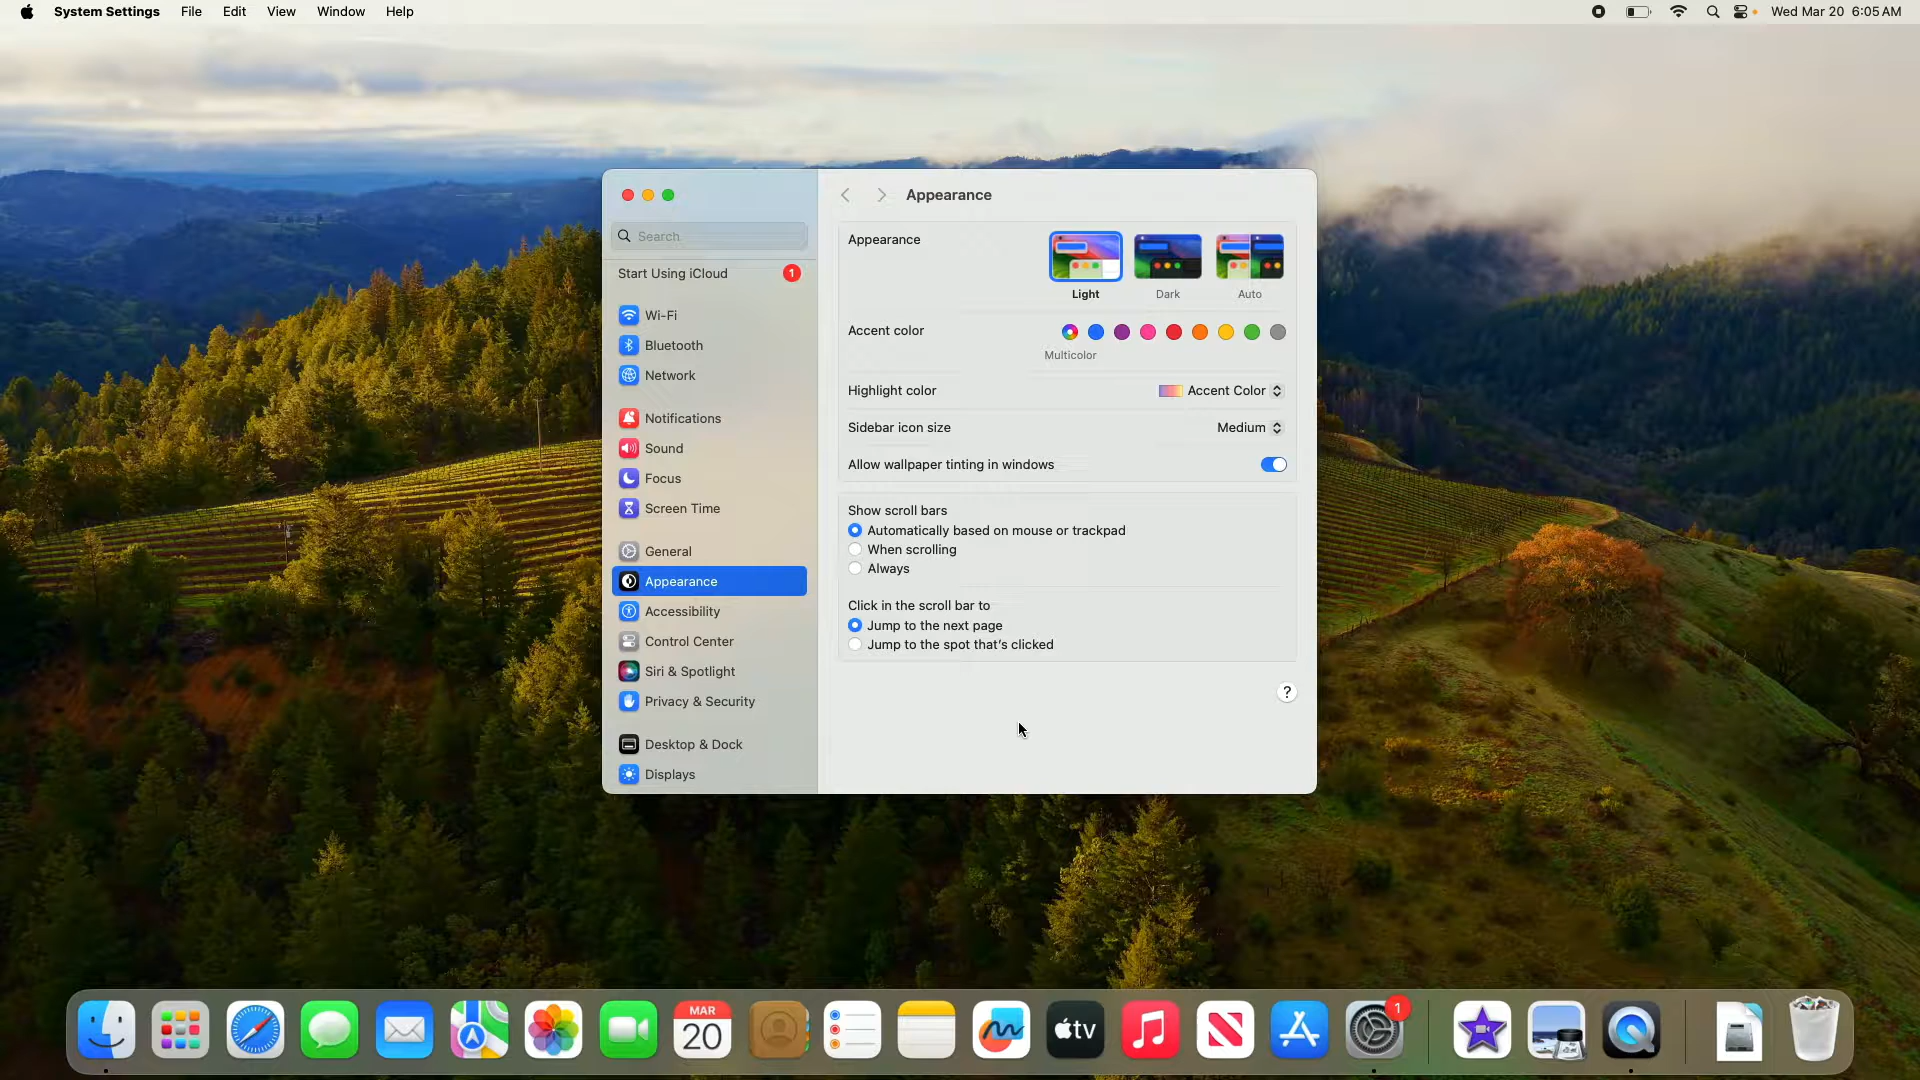 System Settings File Edit View Window Help Wed Mar 20 6:05 AM
Appearance
Search
Start Using iCloud 1
Wi-Fi
Bluetooth
Network
Notifications
Sound
Focus
Screen Time
General
Appearance
Accessibility
Control Center
Siri & Spotlight
Privacy & Security
Desktop & Dock
Displays
Appearance
Light Dark Auto
Accent color
Multicolor
Highlight color Accent Color
Sidebar icon size Medium
Allow wallpaper tinting in windows
Show scroll bars
Automatically based on mouse or trackpad
When scrolling
Always
Click in the scroll bar to
Jump to the next page
Jump to the spot that's clicked
?
MAR
20
tv
1